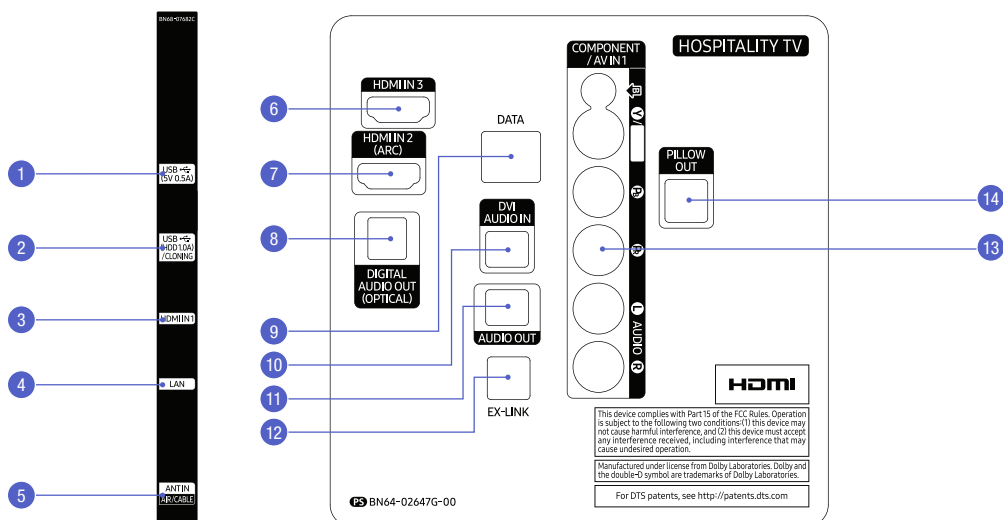 BN68-07682C
1
USB
(5V 0.5A)
2
USB
(HDD1.0A)
/CLONING
3
HDMI IN 1
4
LAN
5
ANT IN
AIR/CABLE
HOSPITALITY TV
6
HDMI IN 3
7
HDMI IN 2
(ARC)
8
DIGITAL
AUDIO OUT
(OPTICAL)
DATA
9
DVI
AUDIO IN
10
11
AUDIO OUT
12
EX-LINK
COMPONENT
/ AV IN 1
Y /
PB
PR
13
L AUDIO R
PILLOW
OUT
14
HDMI
This device complies with Part 15 of the FCC Rules. Operation
is subject to the following two conditions:(1) this device may
not cause harmful interference, and (2) this device must accept
any interference received, including interference that may
cause undesired operation.
Manufactured under license from Dolby Laboratories. Dolby and
the double-D symbol are trademarks of Dolby Laboratories.
For DTS patents, see http://patents.dts.com
PS BN64-02647G-00